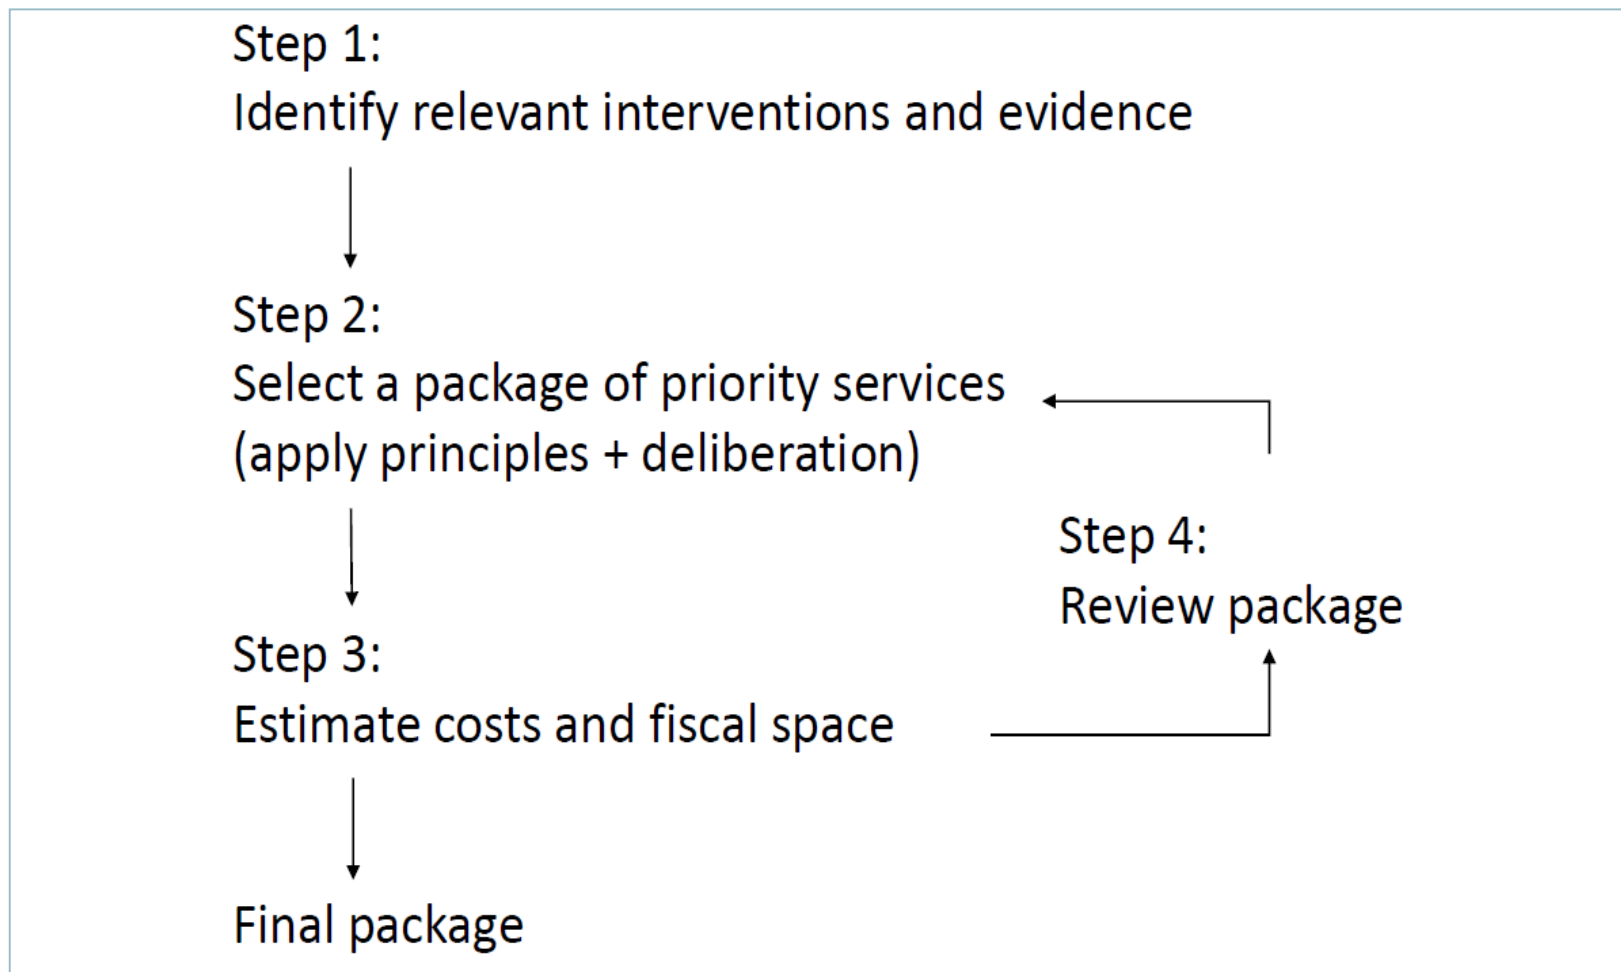 Step 1:
Identify relevant interventions and evidence
Step 2:
Select a package of priority services
(apply principles + deliberation)
Step 3:
Estimate costs and fiscal space
Step 4:
Review package
Final package